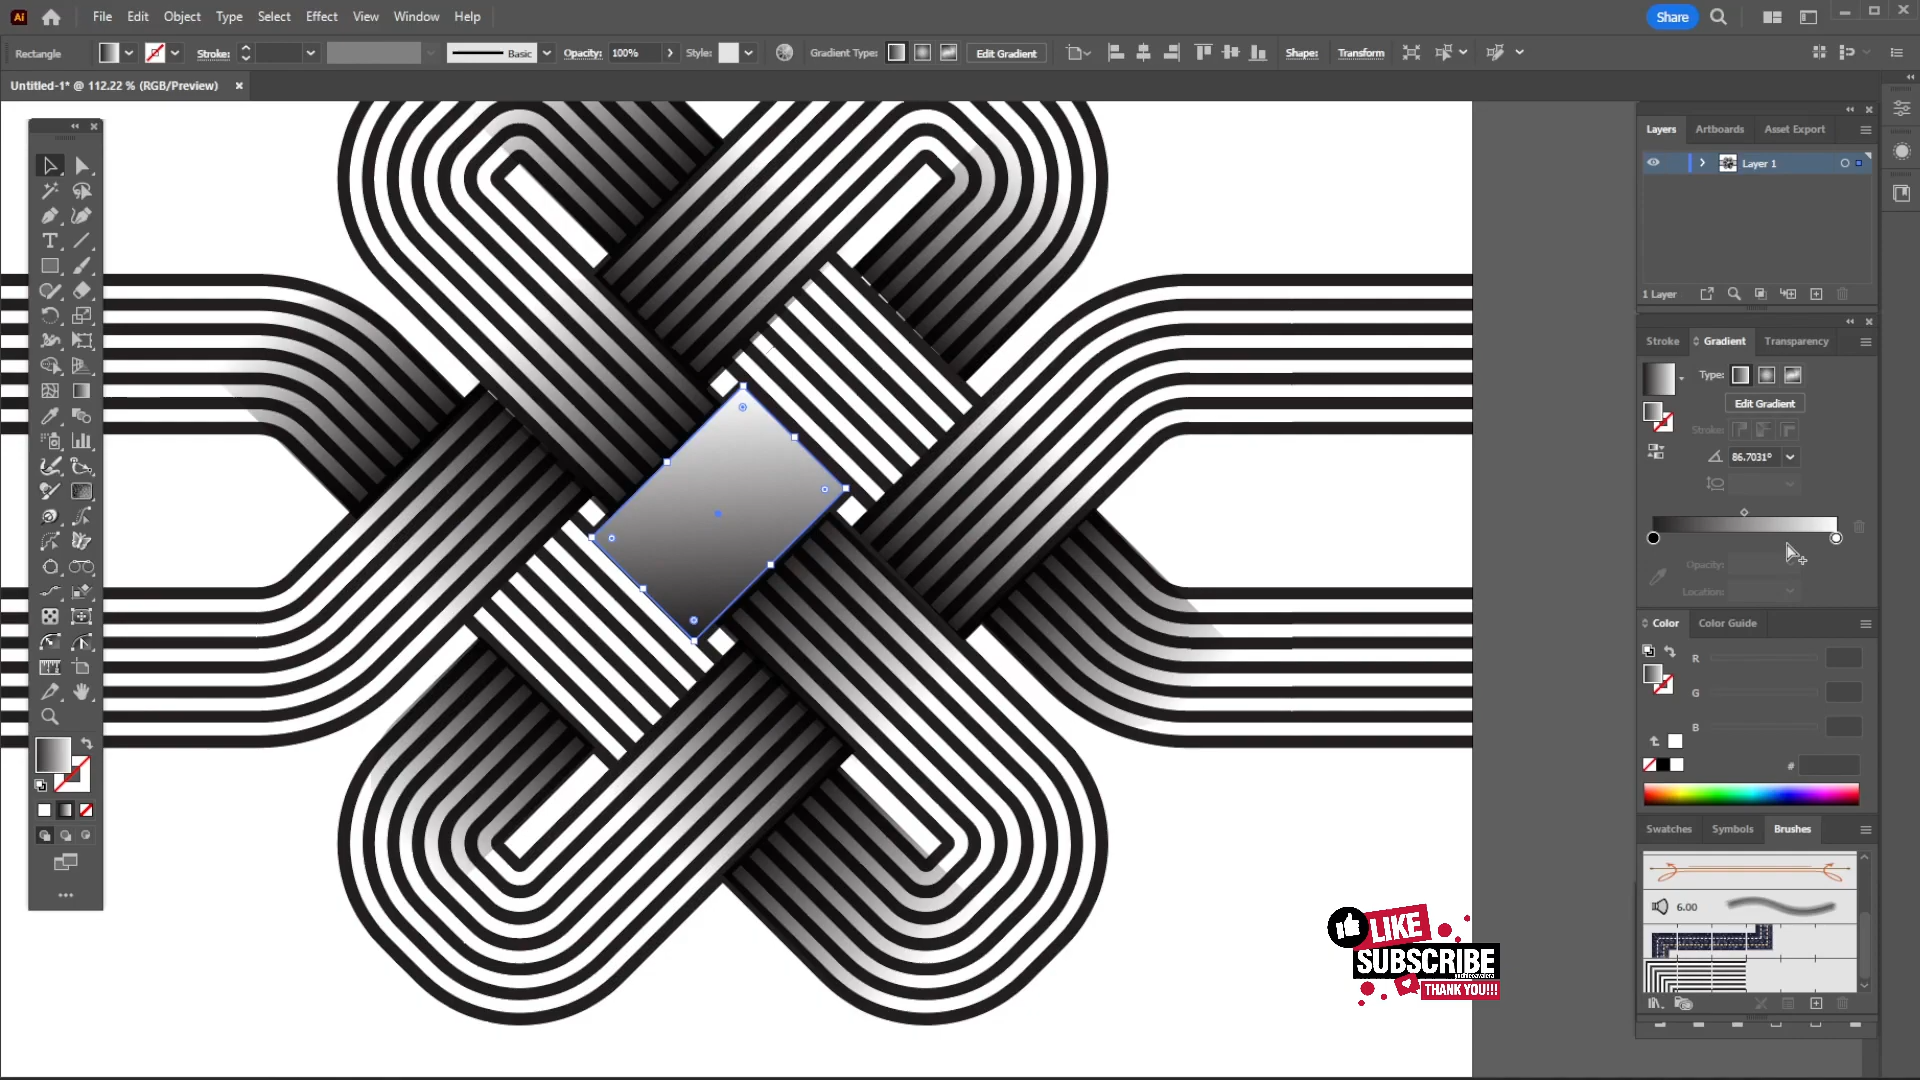 Ai File Edit Object Type Select Effect View Window Help Share
Rectangle Stroke: Basic Opacity: 100% Style: Gradient Type: Edit Gradient Shape: Transform
Untitled-1* @ 112.22 % (RGB/Preview) ×
Layers Artboards Asset Export
Layer 1
1 Layer
Stroke Gradient Transparency
Type:
Edit Gradient
Stroke:
86.7031°
Opacity:
Location:
Color Color Guide
R
G
B
#
Swatches Symbols Brushes
6.00
LIKE
SUBSCRIBE
THANK YOU!!!